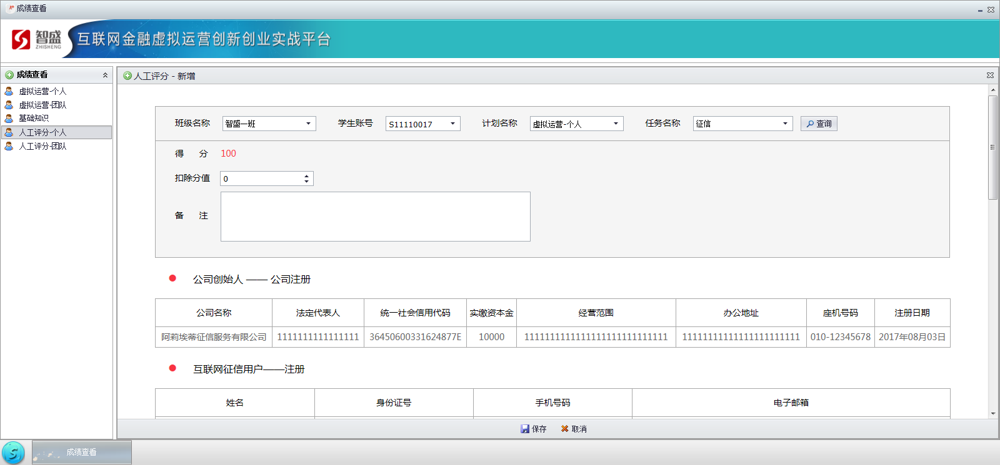 成绩查看
智盛
ZHISHENG
互联网金融虚拟运营创新创业实战平台
成绩查看
虚拟运营-个人
虚拟运营-团队
基础知识
人工评分-个人
人工评分-团队
人工评分 - 新增
班级名称 智盛一班 学生账号 S11110017 计划名称 虚拟运营-个人 任务名称 征信 查询
得 分 100
扣除分值 0
备 注
公司创始人 —— 公司注册
公司名称 法定代表人 统一社会信用代码 实缴资本金 经营范围 办公地址 座机号码 注册日期
阿莉埃蒂征信服务有限公司 1111111111111111 36450600331624877E 10000 1111111111111111111111111111 11111111111111111111111 010-12345678 2017年08月03日
互联网征信用户——注册
姓名 身份证号 手机号码 电子邮箱
保存 取消
成绩查看